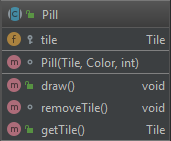 C Pill
f tile Tile
m Pill(Tile, Color, int)
m draw() void
m removeTile() void
m getTile() Tile